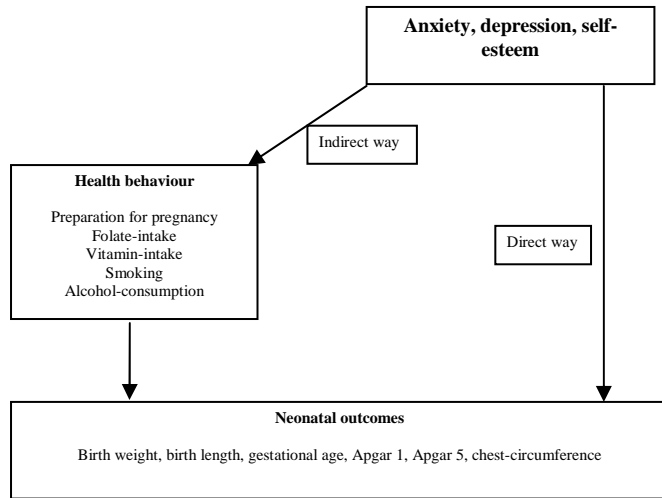 Anxiety, depression, self-
esteem
Indirect way
Health behaviour
Preparation for pregnancy
Folate-intake
Vitamin-intake
Smoking
Alcohol-consumption
Direct way
Neonatal outcomes
Birth weight, birth length, gestational age, Apgar 1, Apgar 5, chest-circumference